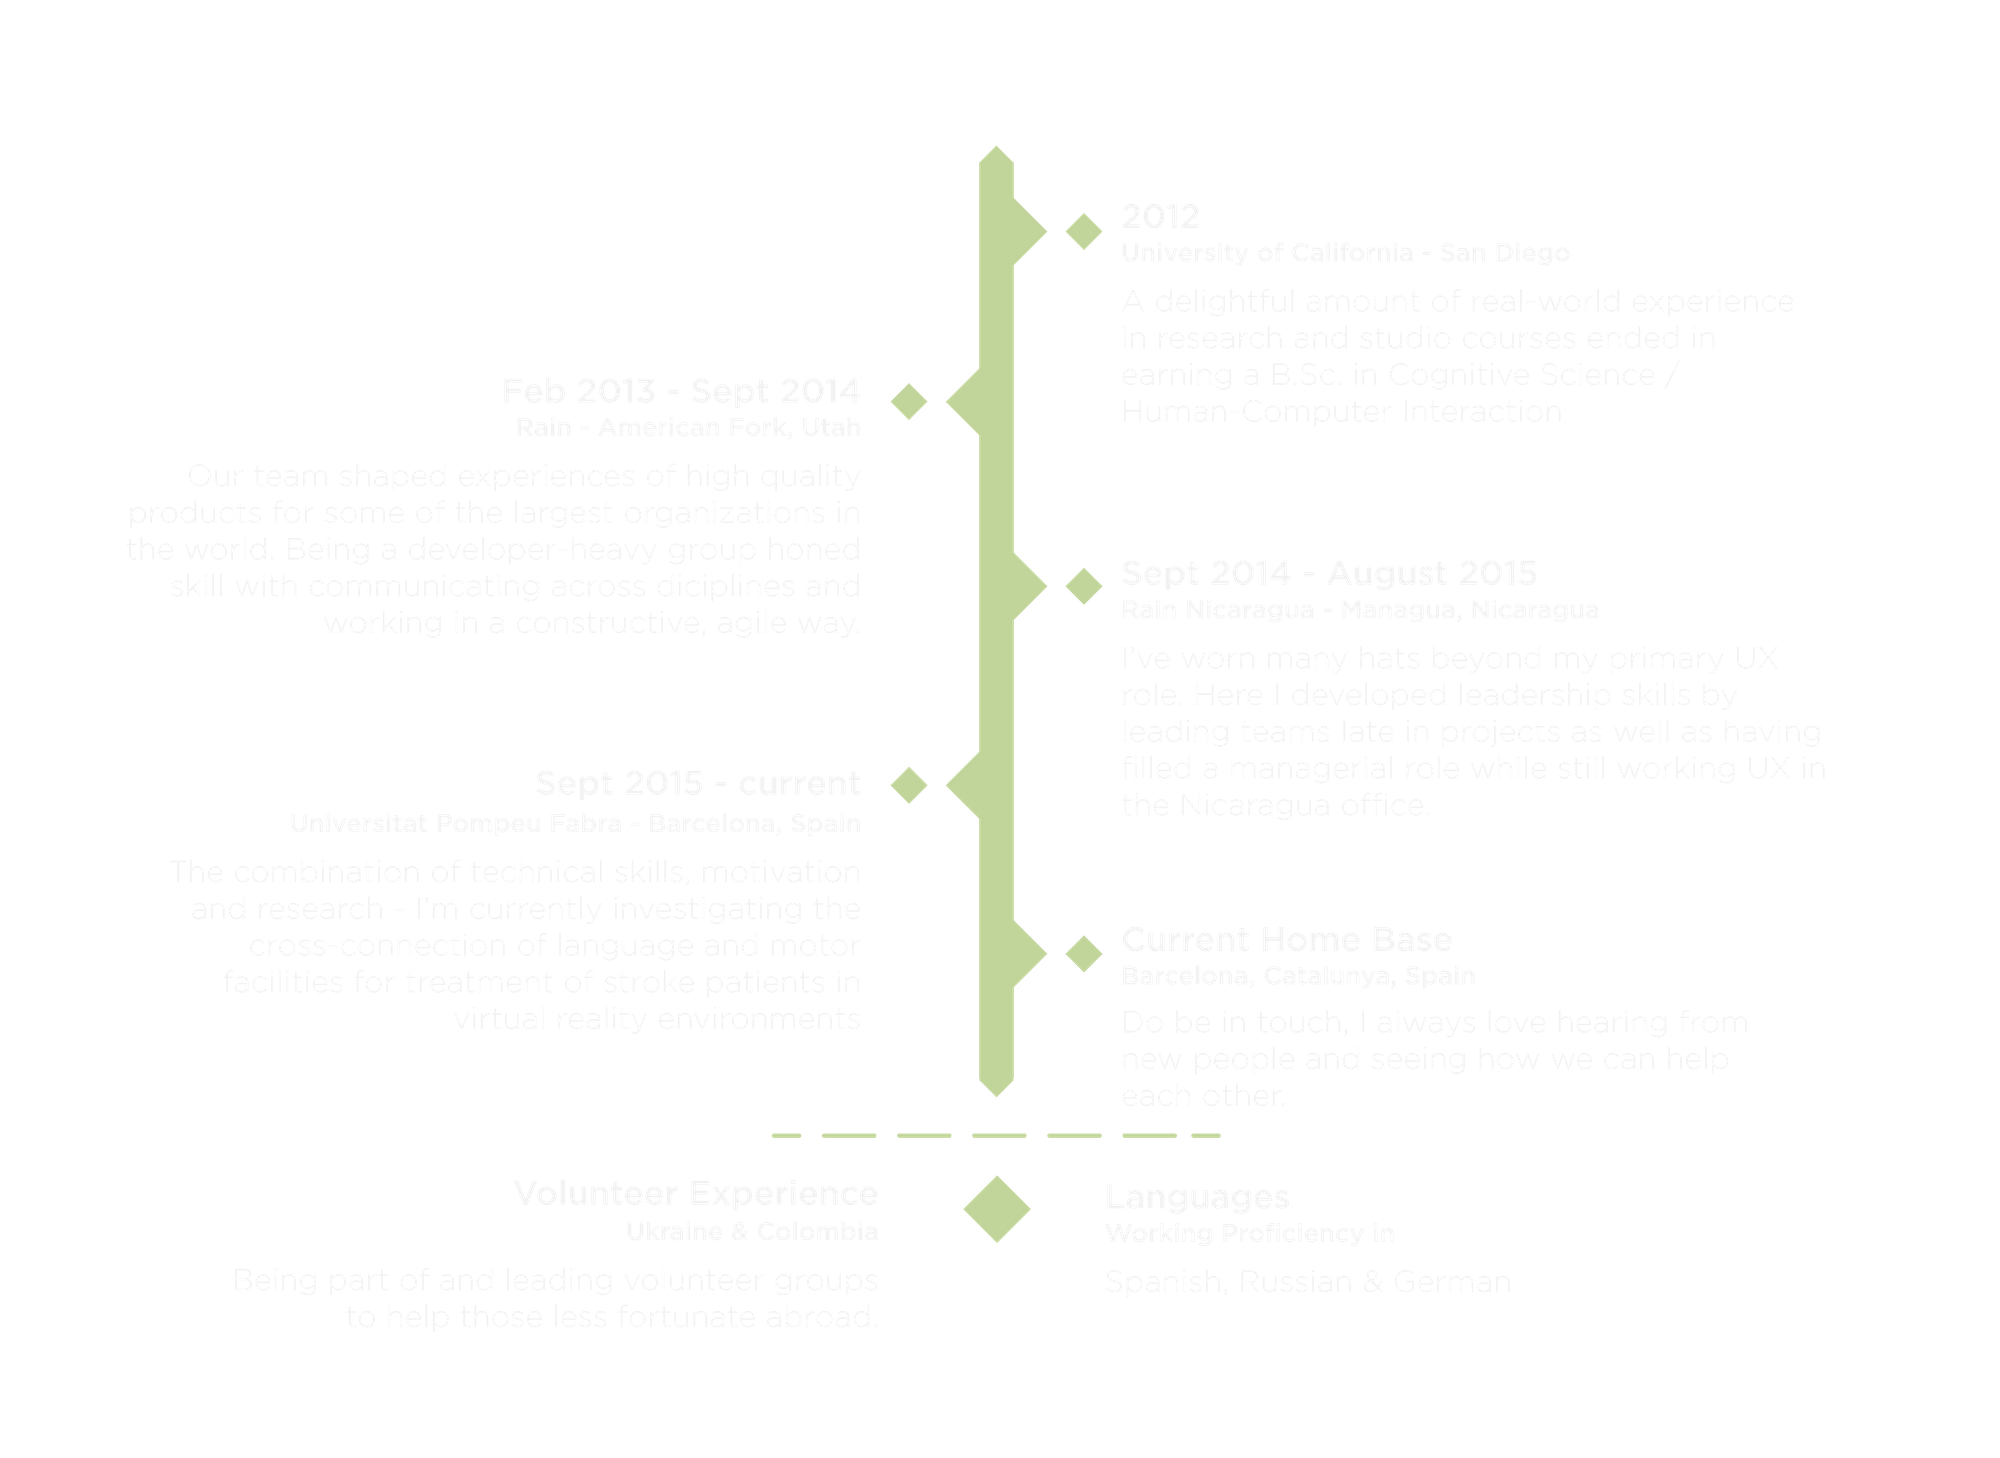 2012
University of California - San Diego
A delightful amount of real-world experience
in research and studio courses ended in
earning a B.Sc. in Cognitive Science /
Human-Computer Interaction
Feb 2013 - Sept 2014
Rain - American Fork, Utah
Our team shaped experiences of high quality
products for some of the largest organizations in
the world. Being a developer-heavy group honed
skill with communicating across diciplines and
working in a constructive, agile way.
Sept 2014 - August 2015
Rain Nicaragua - Managua, Nicaragua
I've worn many hats beyond my primary UX
role. Here I developed leadership skills by
leading teams late in projects as well as having
filled a managerial role while still working UX in
the Nicaragua office.
Sept 2015 - current
Universitat Pompeu Fabra - Barcelona, Spain
The combination of technical skills, motivation
and research - I'm currently investigating the
cross-connection of language and motor
facilities for treatment of stroke patients in
virtual reality environments
Current Home Base
Barcelona, Catalunya, Spain
Do be in touch, I always love hearing from
new people and seeing how we can help
each other.
Volunteer Experience
Ukraine & Colombia
Being part of and leading volunteer groups
to help those less fortunate abroad.
Languages
Working Proficiency in
Spanish, Russian & German